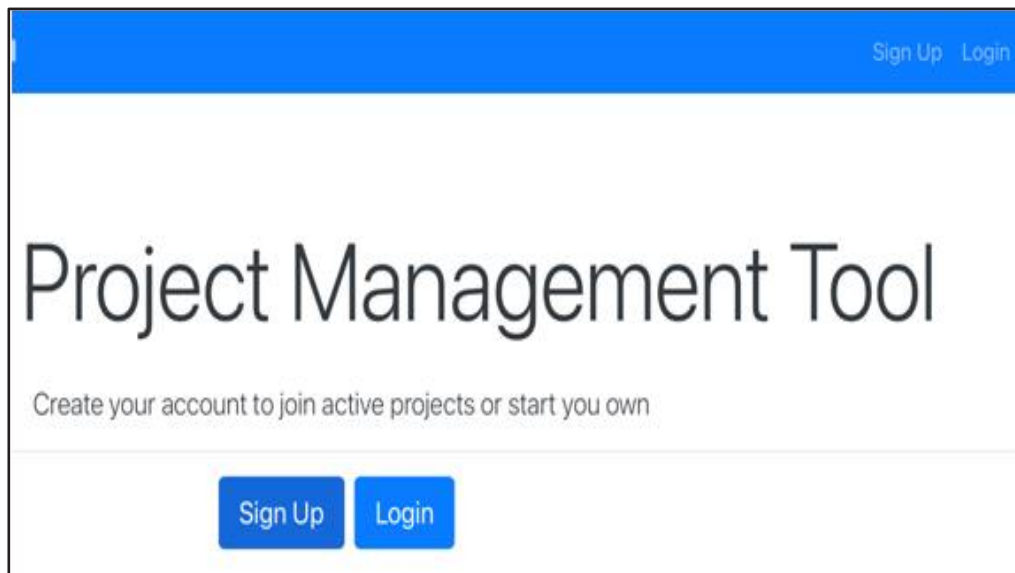 Sign Up Login
Project Management Tool
Create your account to join active projects or start you own
Sign Up Login